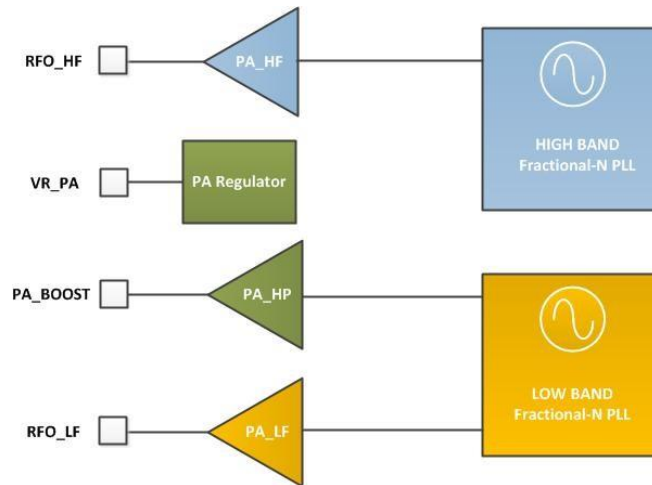 RFO_HF
PA_HF
HIGH BAND
Fractional-N PLL
VR_PA
PA Regulator
PA_BOOST
PA_HP
RFO_LF
PA_LF
LOW BAND
Fractional-N PLL